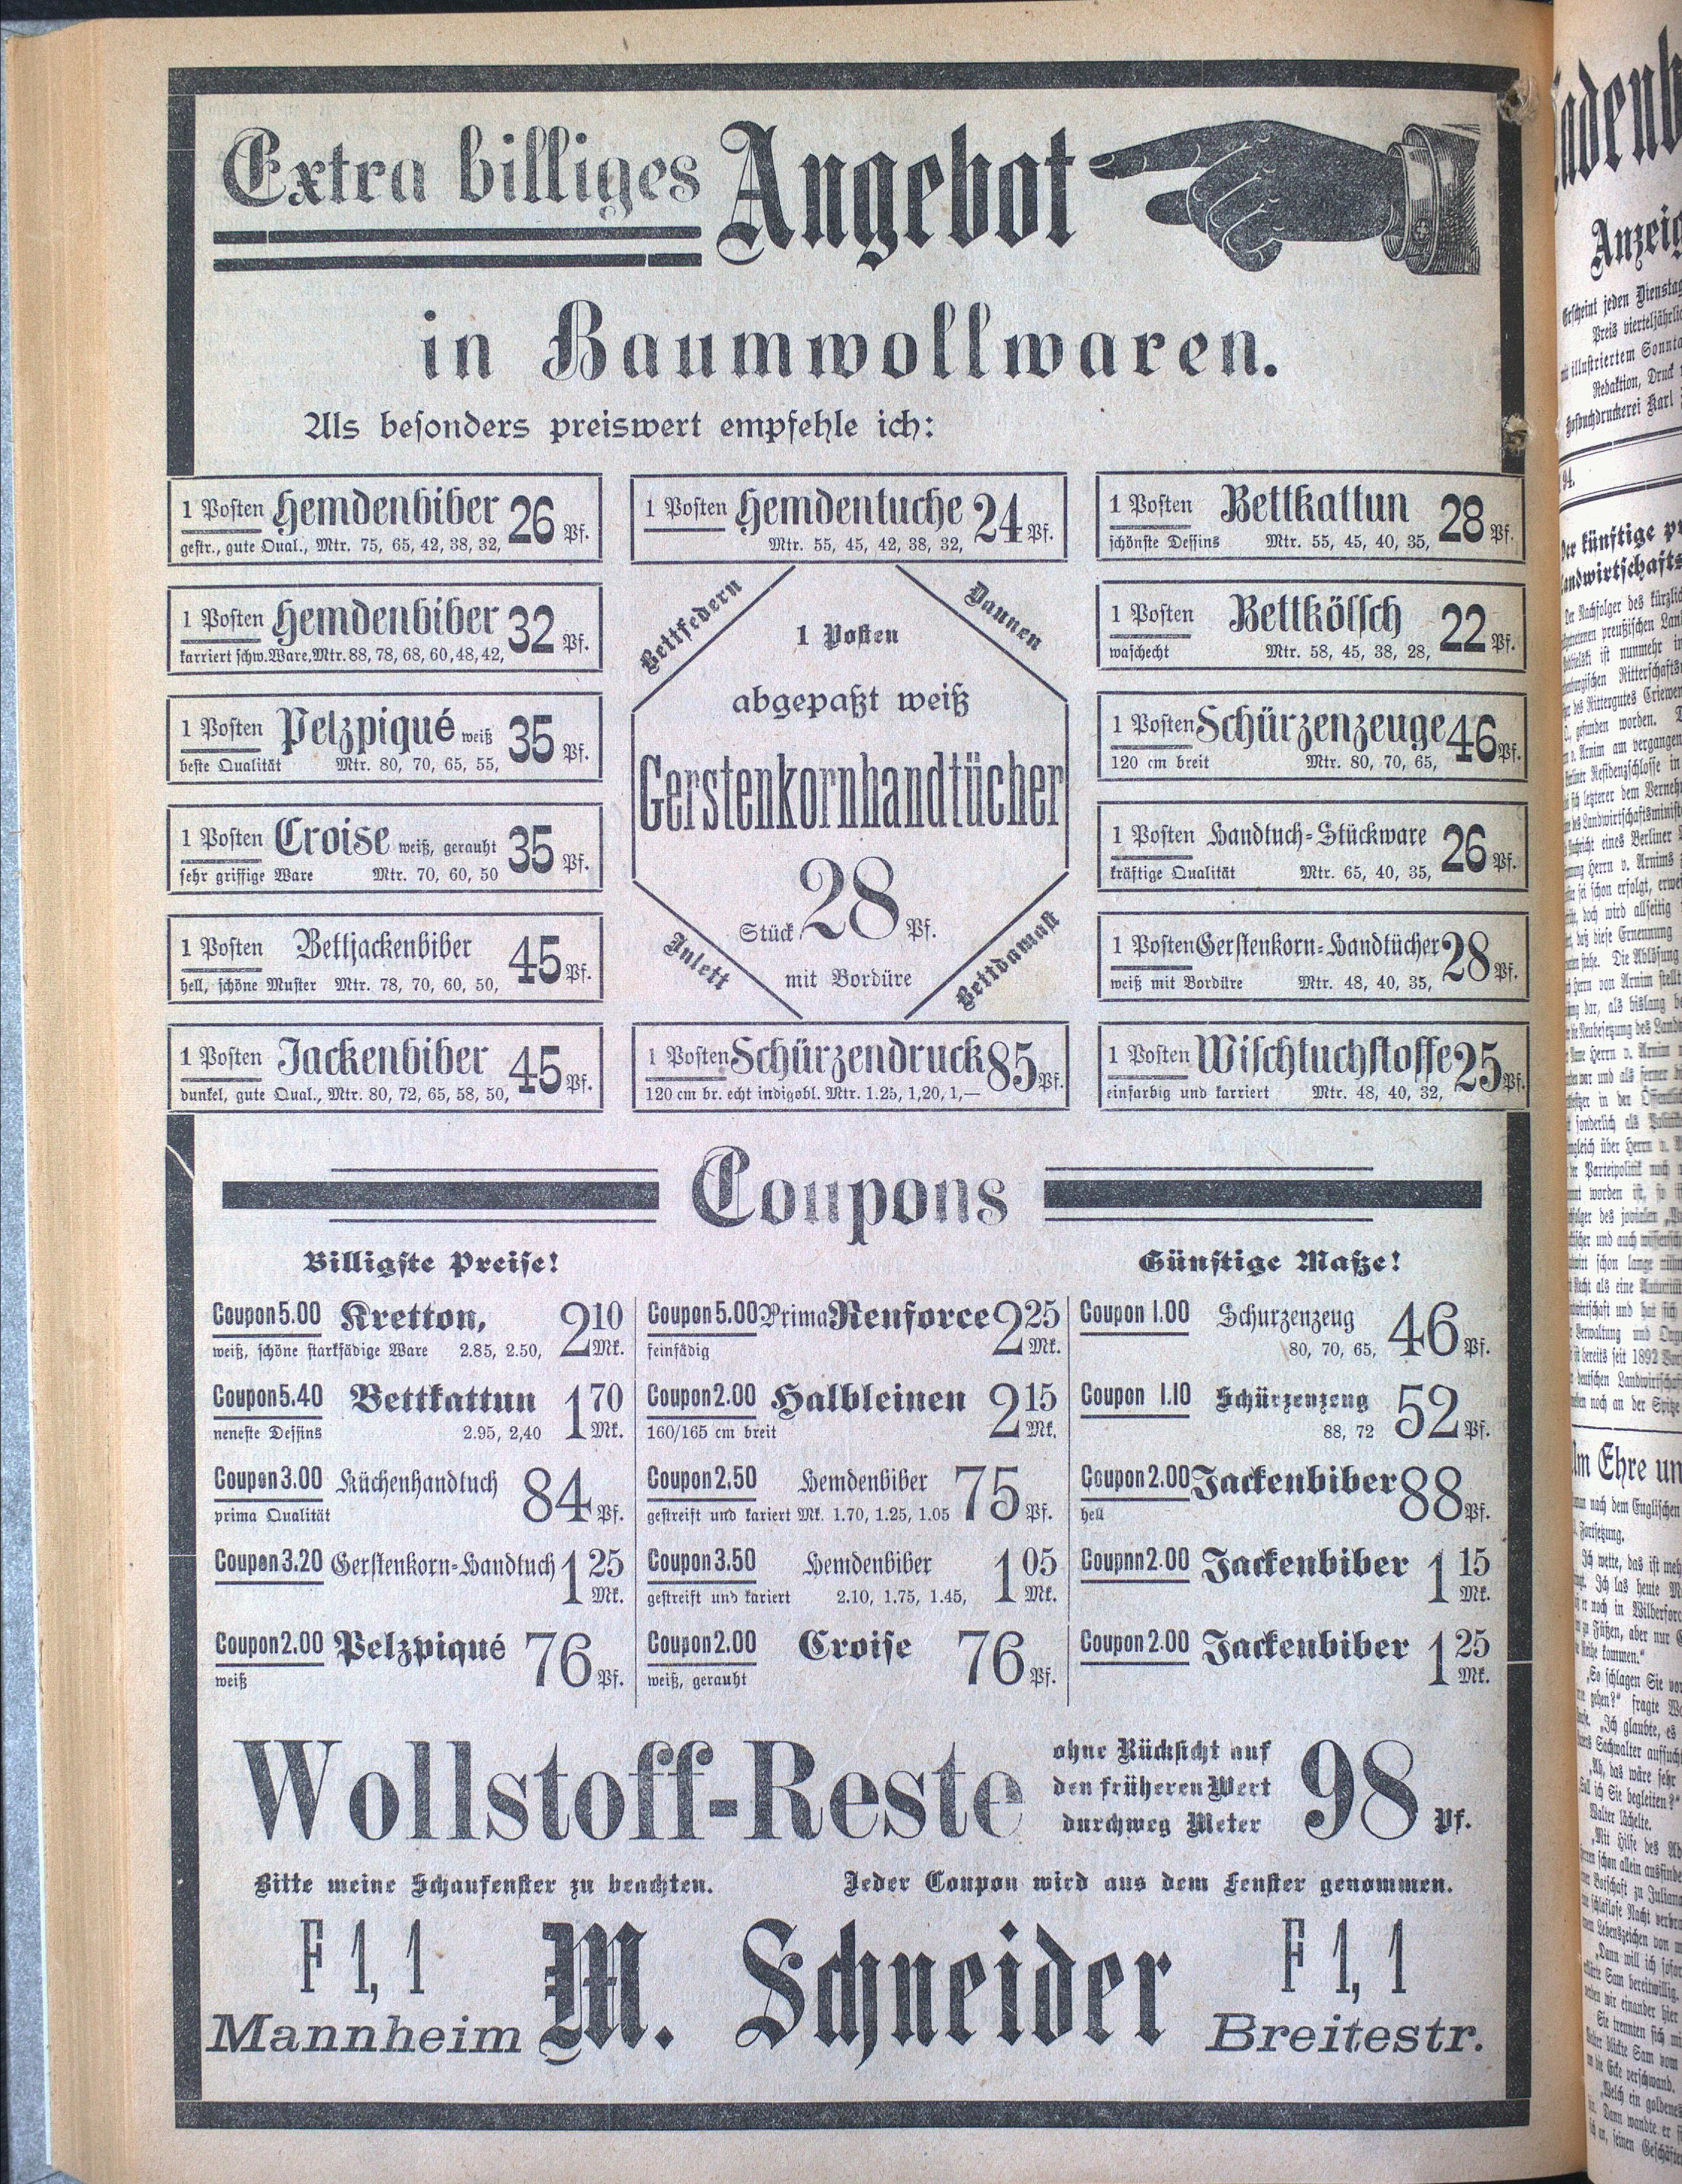 Extra billiges Angebot
in Baumwollwaren.
Als besonders preiswert empfehle ich:
1 Posten Hemdenbiber 26 Pf.
gestr., gute Qual., Mtr. 75, 65, 42, 38, 32,
1 Posten Hemdenbiber 32 Pf.
karriert schw. Ware, Mtr. 88, 78, 68, 60, 48, 42,
1 Posten Pelzpiqué weiß 35 Pf.
beste Qualität Mtr. 80, 70, 65, 55,
1 Posten Croise weiß, gerauht 35 Pf.
sehr griffige Ware Mtr. 70, 60, 50
1 Posten Bettjackenbiber 45 Pf.
hell, schöne Muster Mtr. 78, 70, 60, 50,
1 Posten Jackenbiber 45 Pf.
dunkel, gute Qual., Mtr. 80, 72, 65, 58, 50,
1 Posten Hemdentuche 24 Pf.
Mtr. 55, 45, 42, 38, 32,
Bettfedern
Daunen
1 Posten
abgepaßt weiß
Gerstenkornhandtücher
Stück 28 Pf.
mit Bordüre
Inlett
Bettdamast
1 Posten Schürzendruck 85 Pf.
120 cm br. echt indigobl. Mtr. 1.25, 1,20, 1,—
1 Posten Bettkattun 28 Pf.
schönste Dessins Mtr. 55, 45, 40, 35,
1 Posten Bettkölsch 22 Pf.
waschecht Mtr. 58, 45, 38, 28,
1 Posten Schürzenzeuge 46 Pf.
120 cm breit Mtr. 80, 70, 65,
1 Posten Handtuch-Stückware 26 Pf.
kräftige Qualität Mtr. 65, 40, 35,
1 Posten Gerstenkorn-Handtücher 28 Pf.
weiß mit Bordüre Mtr. 48, 40, 35,
1 Posten Wischtuchstoffe 25 Pf.
einfarbig und karriert Mtr. 48, 40, 32,
Coupons
Billigste Preise!
Günstige Maße!
Coupon 5.00 Kretton, 2 10 Mk.
weiß, schöne starkfädige Ware 2.85, 2.50,
Coupon 5.40 Bettkattun 1 70 Mk.
neneste Dessins 2.95, 2,40
Coupon 3.00 Küchenhandtuch 84 Pf.
prima Qualität
Coupon 3.20 Gerstenkorn-Handtuch 1 25 Mk.
Coupon 2.00 Pelzpiqué 76 Pf.
weiß
Coupon 5.00 Prima Renforce 2 25 Mk.
feinfädig
Coupon 2.00 Halbleinen 2 15 Mk.
160/165 cm breit
Coupon 2.50 Hemdenbiber 75 Pf.
gestreift und kariert Mk. 1.70, 1.25, 1.05
Coupon 3.50 Hemdenbiber 1 05 Mk.
gestreift und kariert 2.10, 1.75, 1.45,
Coupon 2.00 Croise 76 Pf.
weiß, gerauht
Coupon 1.00 Schurzenzeug 46 Pf.
80, 70, 65,
Coupon 1.10 Schürzenzeug 52 Pf.
88, 72
Coupon 2.00 Jackenbiber 88 Pf.
hell
Coupnn 2.00 Jackenbiber 1 15 Mk.
Coupon 2.00 Jackenbiber 1 25 Mk.
Wollstoff-Reste
ohne Rücksicht auf
den früheren Wert
durchweg Meter
98 Pf.
Bitte meine Schaufenster zu beachten. Jeder Coupon wird aus dem Fenster genommen.
F 1, 1 M. Schneider F 1, 1
Mannheim Breitestr.
Anzeig
Erscheint jeden Dienstag
Preis vierteljährlic
illustriertem Sonnta
Redaktion, Druck
Hofbuchdruckerei Karl
94.
künftige
Landwirtschafts